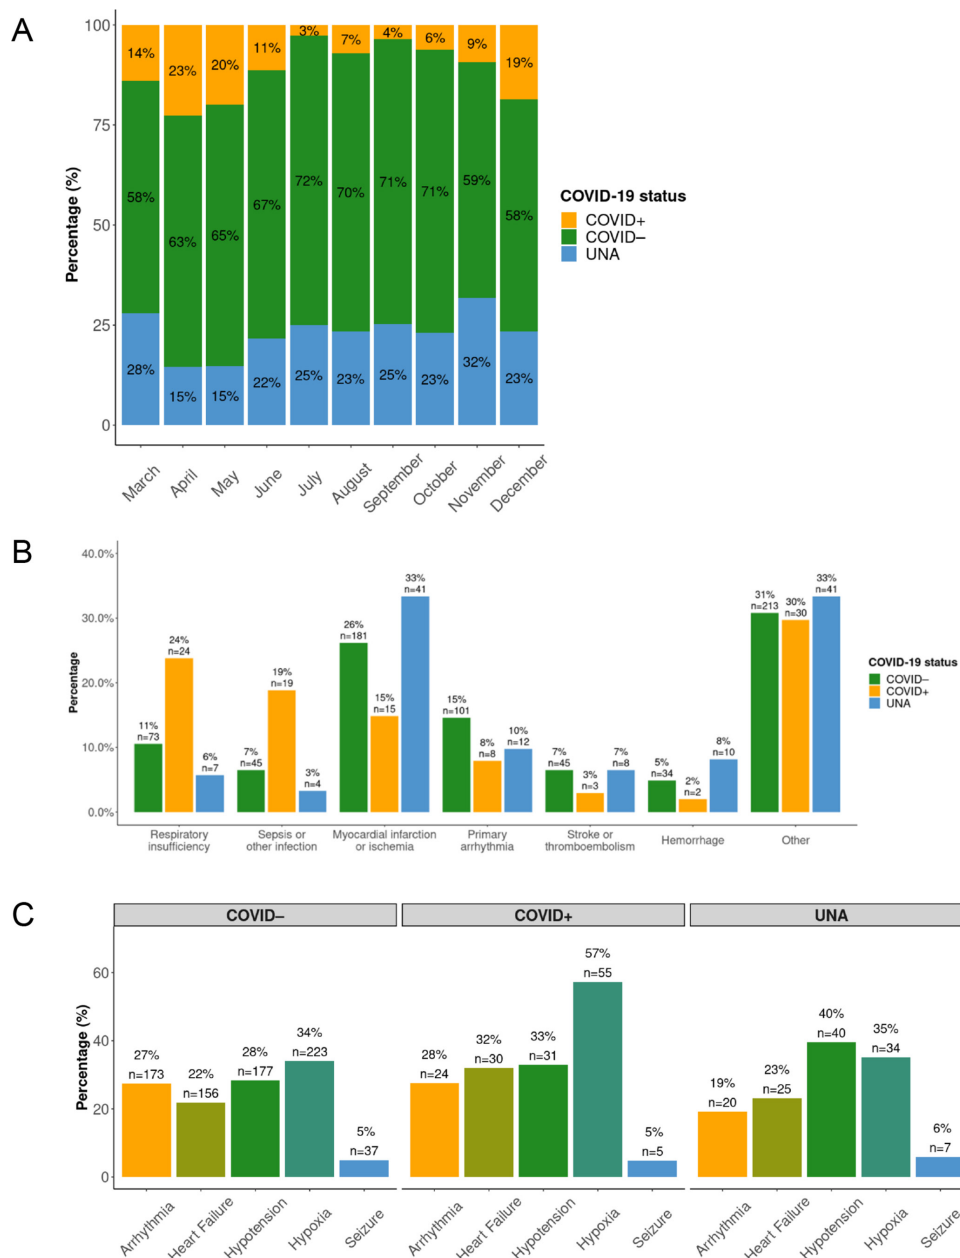 A
100
75
50
25
0
Percentage (%)
14%
23%
20%
11%
3%
7%
4%
6%
9%
19%
58%
63%
65%
67%
72%
70%
71%
71%
59%
58%
28%
15%
15%
22%
25%
23%
25%
23%
32%
23%
March
April
May
June
July
August
September
October
November
December
COVID-19 status
COVID+
COVID–
UNA
B
40.0%
30.0%
20.0%
10.0%
0.0%
Percentage
11%
n=73
24%
n=24
6%
n=7
7%
n=45
19%
n=19
3%
n=4
26%
n=181
15%
n=15
33%
n=41
15%
n=101
8%
n=8
10%
n=12
7%
n=45
3%
n=3
7%
n=8
5%
n=34
2%
n=2
8%
n=10
31%
n=213
30%
n=30
33%
n=41
Respiratory
insufficiency
Sepsis or
other infection
Myocardial infarction
or ischemia
Primary
arrhythmia
Stroke or
thromboembolism
Hemorrhage
Other
COVID-19 status
COVID–
COVID+
UNA
C
COVID–
COVID+
UNA
60
40
20
0
Percentage (%)
27%
n=173
22%
n=156
28%
n=177
34%
n=223
5%
n=37
28%
n=24
32%
n=30
33%
n=31
57%
n=55
5%
n=5
19%
n=20
23%
n=25
40%
n=40
35%
n=34
6%
n=7
Arrhythmia
Heart Failure
Hypotension
Hypoxia
Seizure
Arrhythmia
Heart Failure
Hypotension
Hypoxia
Seizure
Arrhythmia
Heart Failure
Hypotension
Hypoxia
Seizure